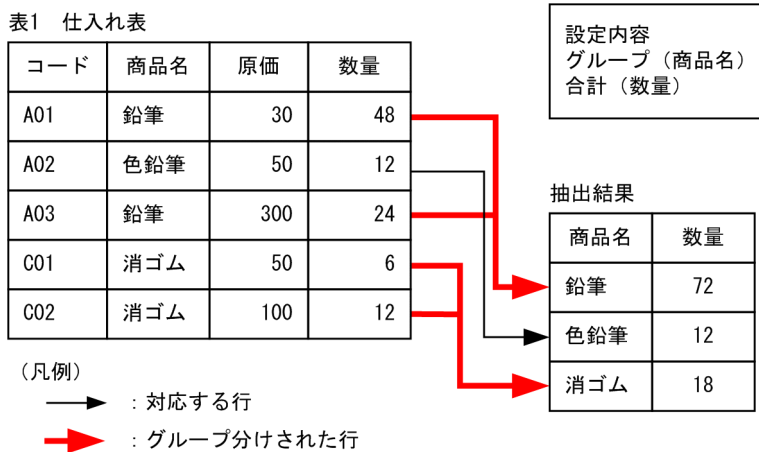 表1　仕入れ表
コード 商品名 原価 数量
A01 鉛筆 30 48
A02 色鉛筆 50 12
A03 鉛筆 300 24
C01 消ゴム 50 6
C02 消ゴム 100 12
(凡例)
：対応する行
：グループ分けされた行
設定内容
グループ（商品名）
合計（数量）
抽出結果
商品名 数量
鉛筆 72
色鉛筆 12
消ゴム 18